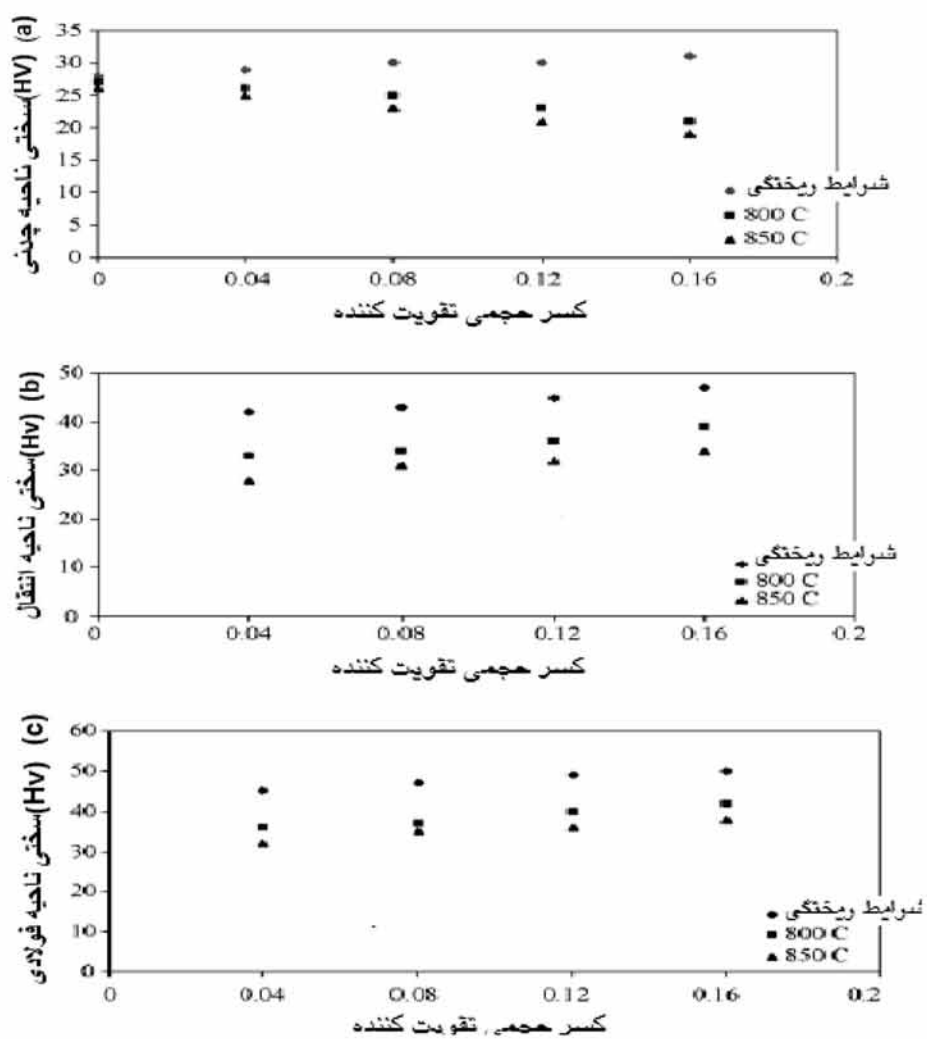 سختی ناحیه چدنی (HV) (a)
35
30
25
20
15
10
5
0
شرایط ریختگی
800 C
850 C
0 0.04 0.08 0.12 0.16 0.2
کسر حجمی تقویت کننده
سختی ناحیه انتقال (Hv) (b)
50
40
30
20
10
0
شرایط ریختگی
800 C
850 C
0 0.04 0.08 0.12 0.16 0.2
کسر حجمی تقویت کننده
سختی ناحیه فولادی (Hv) (c)
60
50
40
30
20
10
0
شرایط ریختگی
800 C
850 C
0 0.04 0.08 0.12 0.16 0.2
کسر حجمی تقویت کننده